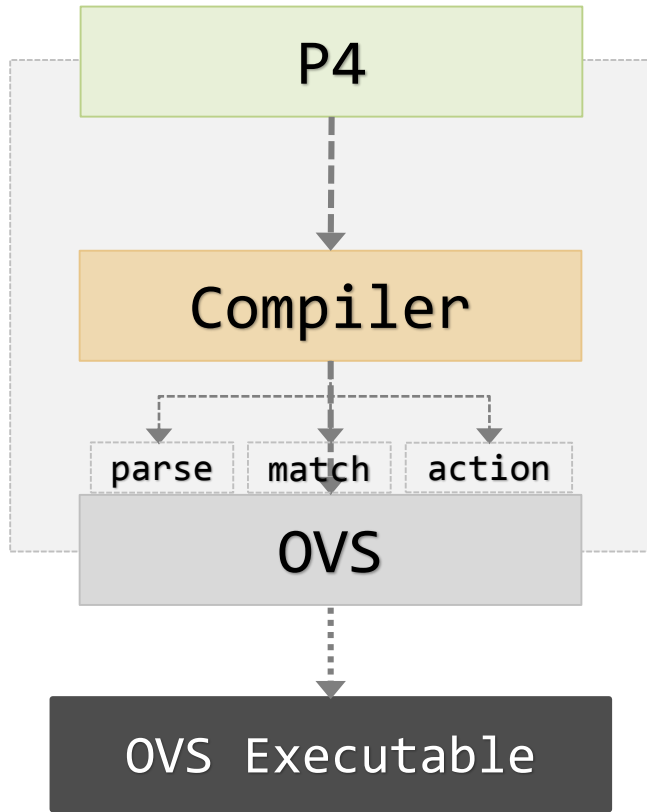 P4
Compiler
parse match action
OVS
OVS Executable